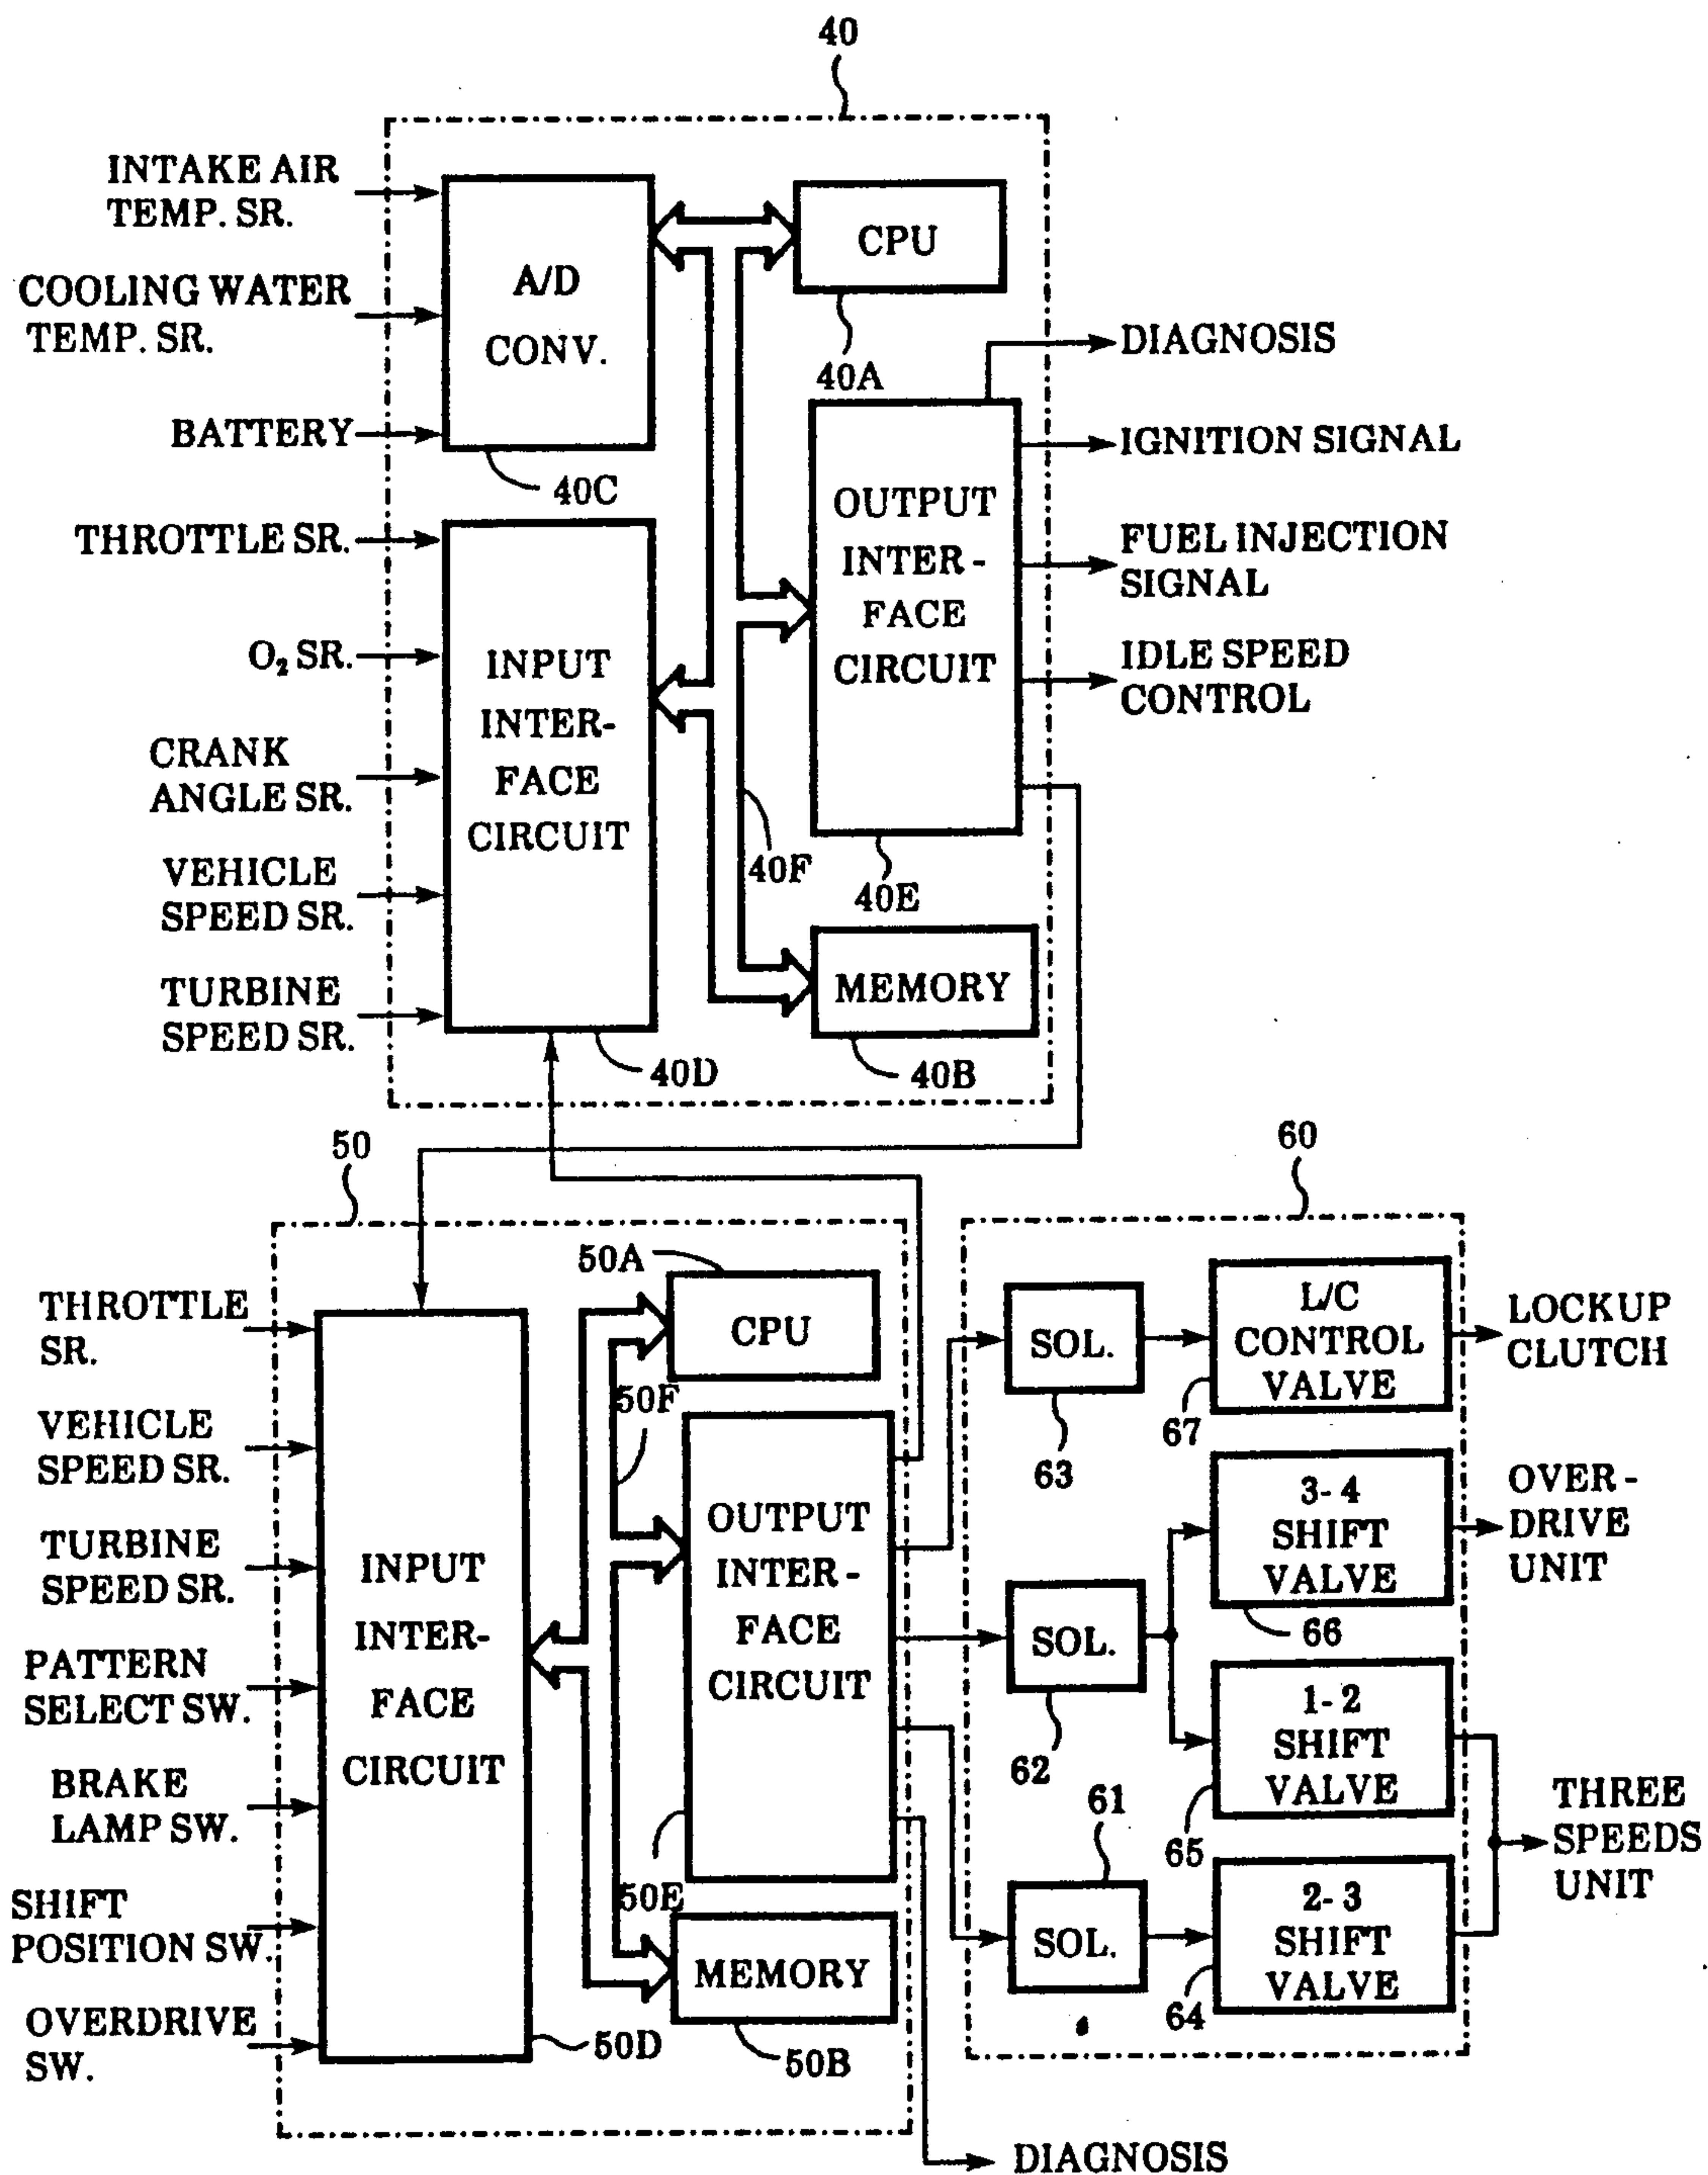 40
INTAKE AIR
TEMP. SR.
COOLING WATER
TEMP. SR.
BATTERY
A/D
CONV.
40C
CPU
40A
DIAGNOSIS
IGNITION SIGNAL
FUEL INJECTION
SIGNAL
IDLE SPEED
CONTROL
OUTPUT
INTER-
FACE
CIRCUIT
40E
THROTTLE SR.
O₂ SR.
CRANK
ANGLE SR.
VEHICLE
SPEED SR.
TURBINE
SPEED SR.
INPUT
INTER-
FACE
CIRCUIT
40D
40F
MEMORY
40B
50
THROTTLE
SR.
VEHICLE
SPEED SR.
TURBINE
SPEED SR.
PATTERN
SELECT SW.
BRAKE
LAMP SW.
SHIFT
POSITION SW.
OVERDRIVE
SW.
INPUT
INTER-
FACE
CIRCUIT
50D
50A
CPU
50F
OUTPUT
INTER-
FACE
CIRCUIT
50E
MEMORY
50B
DIAGNOSIS
60
SOL.
63
L/C
CONTROL
VALVE
67
LOCKUP
CLUTCH
3-4
SHIFT
VALVE
66
OVER-
DRIVE
UNIT
SOL.
62
1-2
SHIFT
VALVE
65
61
SOL.
2-3
SHIFT
VALVE
64
THREE
SPEEDS
UNIT